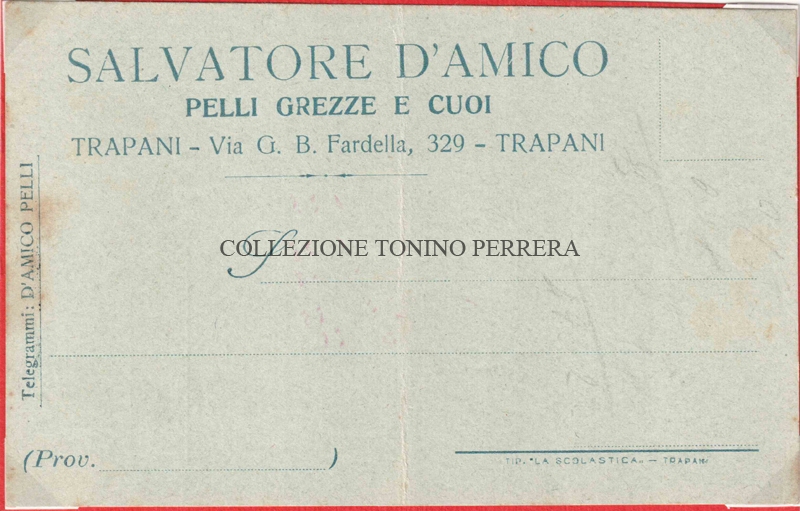 SALVATORE D'AMICO
PELLI GREZZE E CUOI
TRAPANI - Via G. B. Fardella, 329 - TRAPANI
Telegrammi: D'AMICO PELLI
COLLEZIONE TONINO PERRERA
S
(Prov. )
TIP. "LA SCOLASTICA„ — TRAPANI